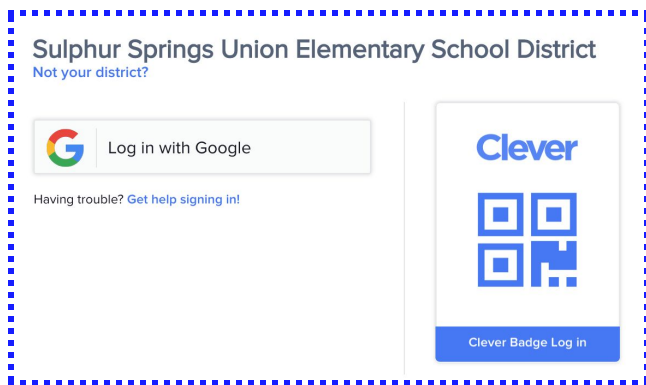 Sulphur Springs Union Elementary School District
Not your district?
Log in with Google
Having trouble? Get help signing in!
Clever
Clever Badge Log in